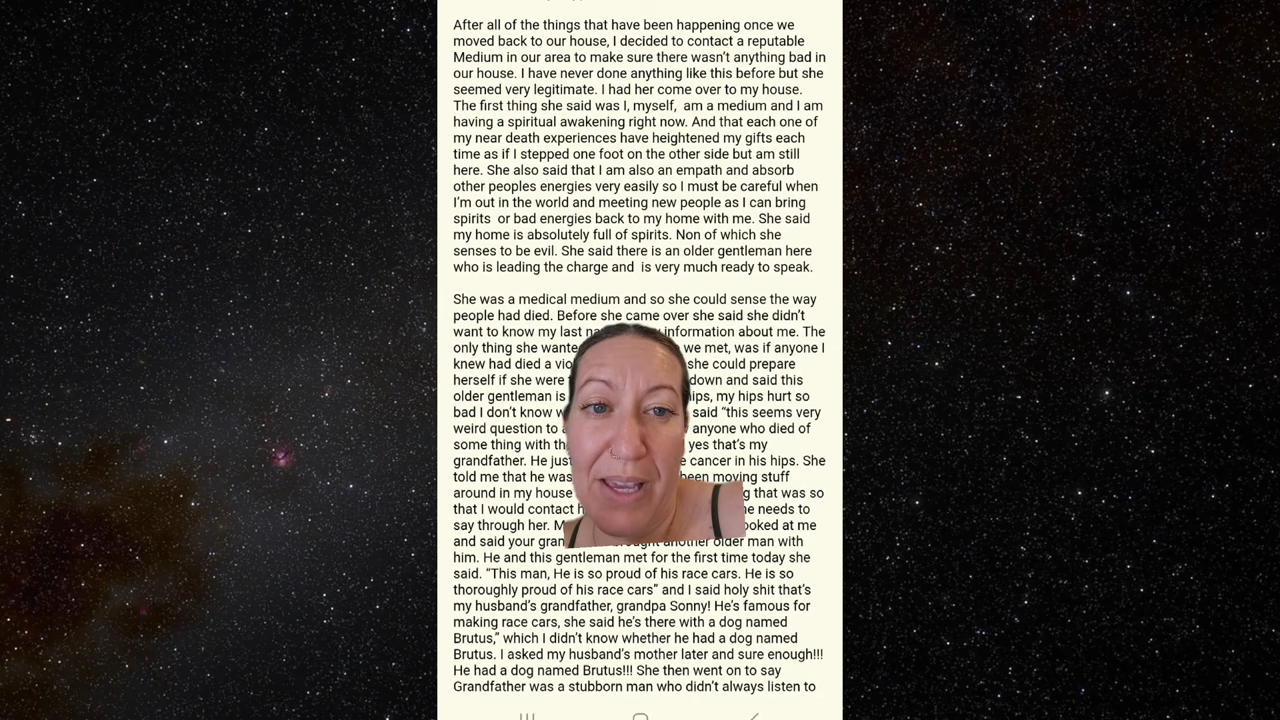 After all of the things that have been happening once we
moved back to our house, I decided to contact a reputable
Medium in our area to make sure there wasn't anything bad in
our house. I have never done anything like this before but she
seemed very legitimate. I had her come over to my house.
The first thing she said was I, myself,  am a medium and I am
having a spiritual awakening right now. And that each one of
my near death experiences have heightened my gifts each
time as if I stepped one foot on the other side but am still
here. She also said that I am also an empath and absorb
other peoples energies very easily so I must be careful when
I'm out in the world and meeting new people as I can bring
spirits  or bad energies back to my home with me. She said
my home is absolutely full of spirits. Non of which she
senses to be evil. She said there is an older gentleman here
who is leading the charge and  is very much ready to speak.
She was a medical medium and so she could sense the way
people had died. Before she came over she said she didn't
want to know my last information about me. The
only thing she we met, was if anyone I
knew had died a she could prepare
herself if she were down and said this
older gentleman is my hips hurt so
bad I don't know said "this seems very
weird question to anyone who died of
some thing with yes that's my
grandfather. He cancer in his hips. She
told me that he was been moving stuff
around in my house that was so
that I would contact needs to
say through her. looked at me
and said your another older man with
him. He and this gentleman met for the first time today she
said. "This man, He is so proud of his race cars. He is so
thoroughly proud of his race cars" and I said holy shit that's
my husband's grandfather, grandpa Sonny! He's famous for
making race cars, she said he's there with a dog named
Brutus," which I didn't know whether he had a dog named
Brutus. I asked my husband's mother later and sure enough!!!
He had a dog named Brutus!!! She then went on to say
Grandfather was a stubborn man who didn't always listen to